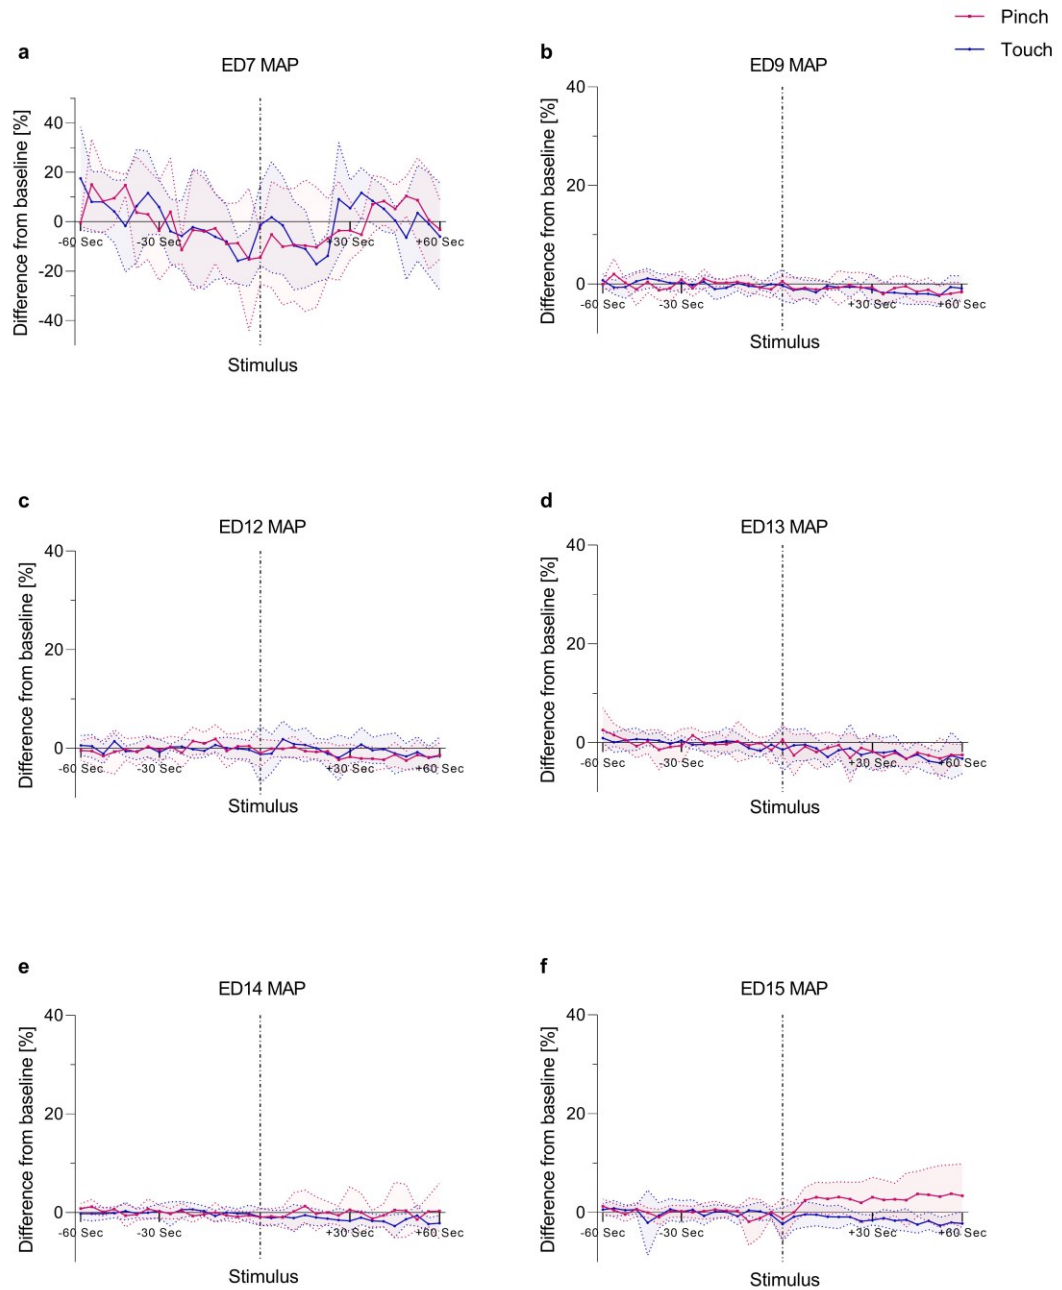 Pinch
Touch
a
ED7 MAP
Difference from baseline [%]
40
20
0
-20
-40
-60 Sec
-30 Sec
+30 Sec
+60 Sec
Stimulus
b
ED9 MAP
Difference from baseline [%]
40
20
0
-60 Sec
-30 Sec
+30 Sec
+60 Sec
Stimulus
c
ED12 MAP
Difference from baseline [%]
40
20
0
-60 Sec
-30 Sec
+30 Sec
+60 Sec
Stimulus
d
ED13 MAP
Difference from baseline [%]
40
20
0
-60 Sec
-30 Sec
+30 Sec
+60 Sec
Stimulus
e
ED14 MAP
Difference from baseline [%]
40
20
0
-60 Sec
-30 Sec
+30 Sec
+60 Sec
Stimulus
f
ED15 MAP
Difference from baseline [%]
40
20
0
-60 Sec
-30 Sec
+30 Sec
+60 Sec
Stimulus